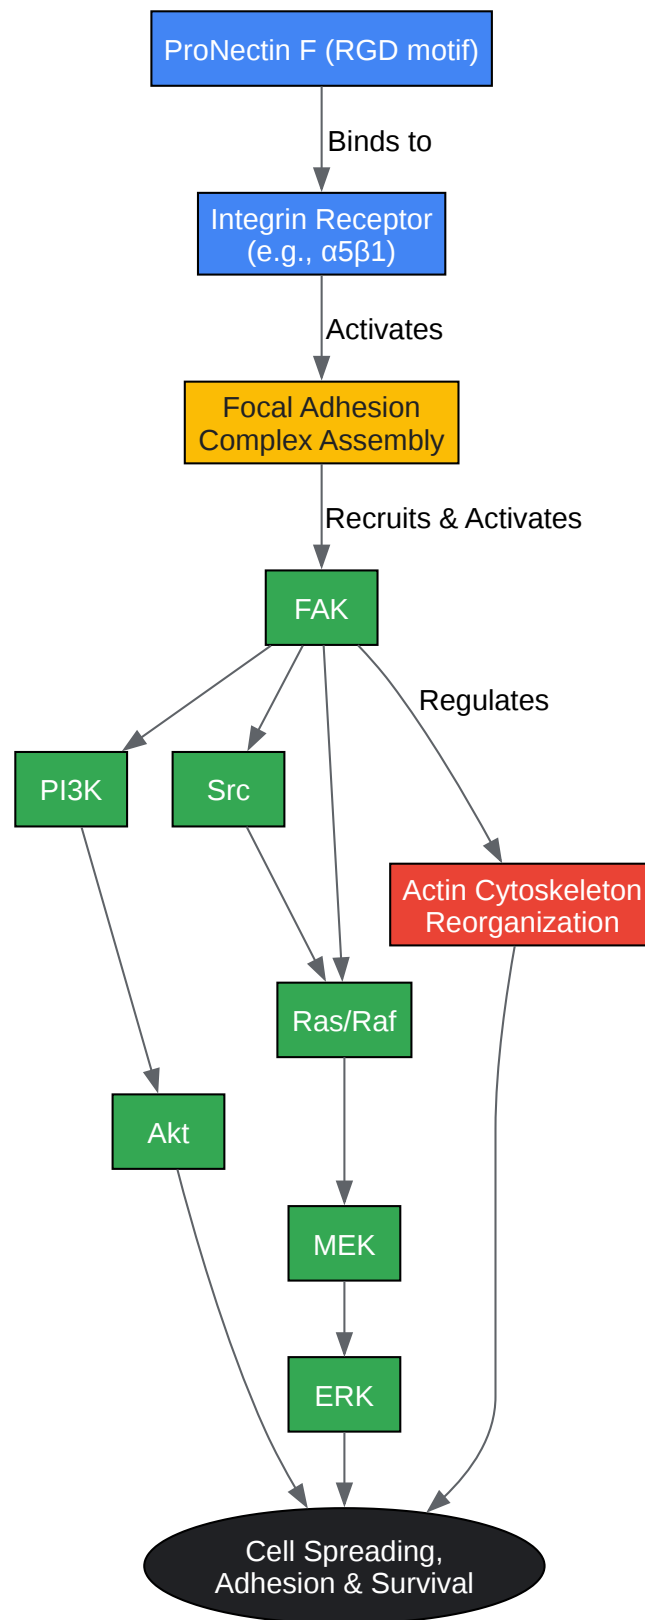 ProNectin F (RGD motif)
Binds to
Integrin Receptor
(e.g., α5β1)
Activates
Focal Adhesion
Complex Assembly
Recruits & Activates
FAK
Regulates
PI3K
Src
Actin Cytoskeleton
Reorganization
Ras/Raf
Akt
MEK
ERK
Cell Spreading,
Adhesion & Survival